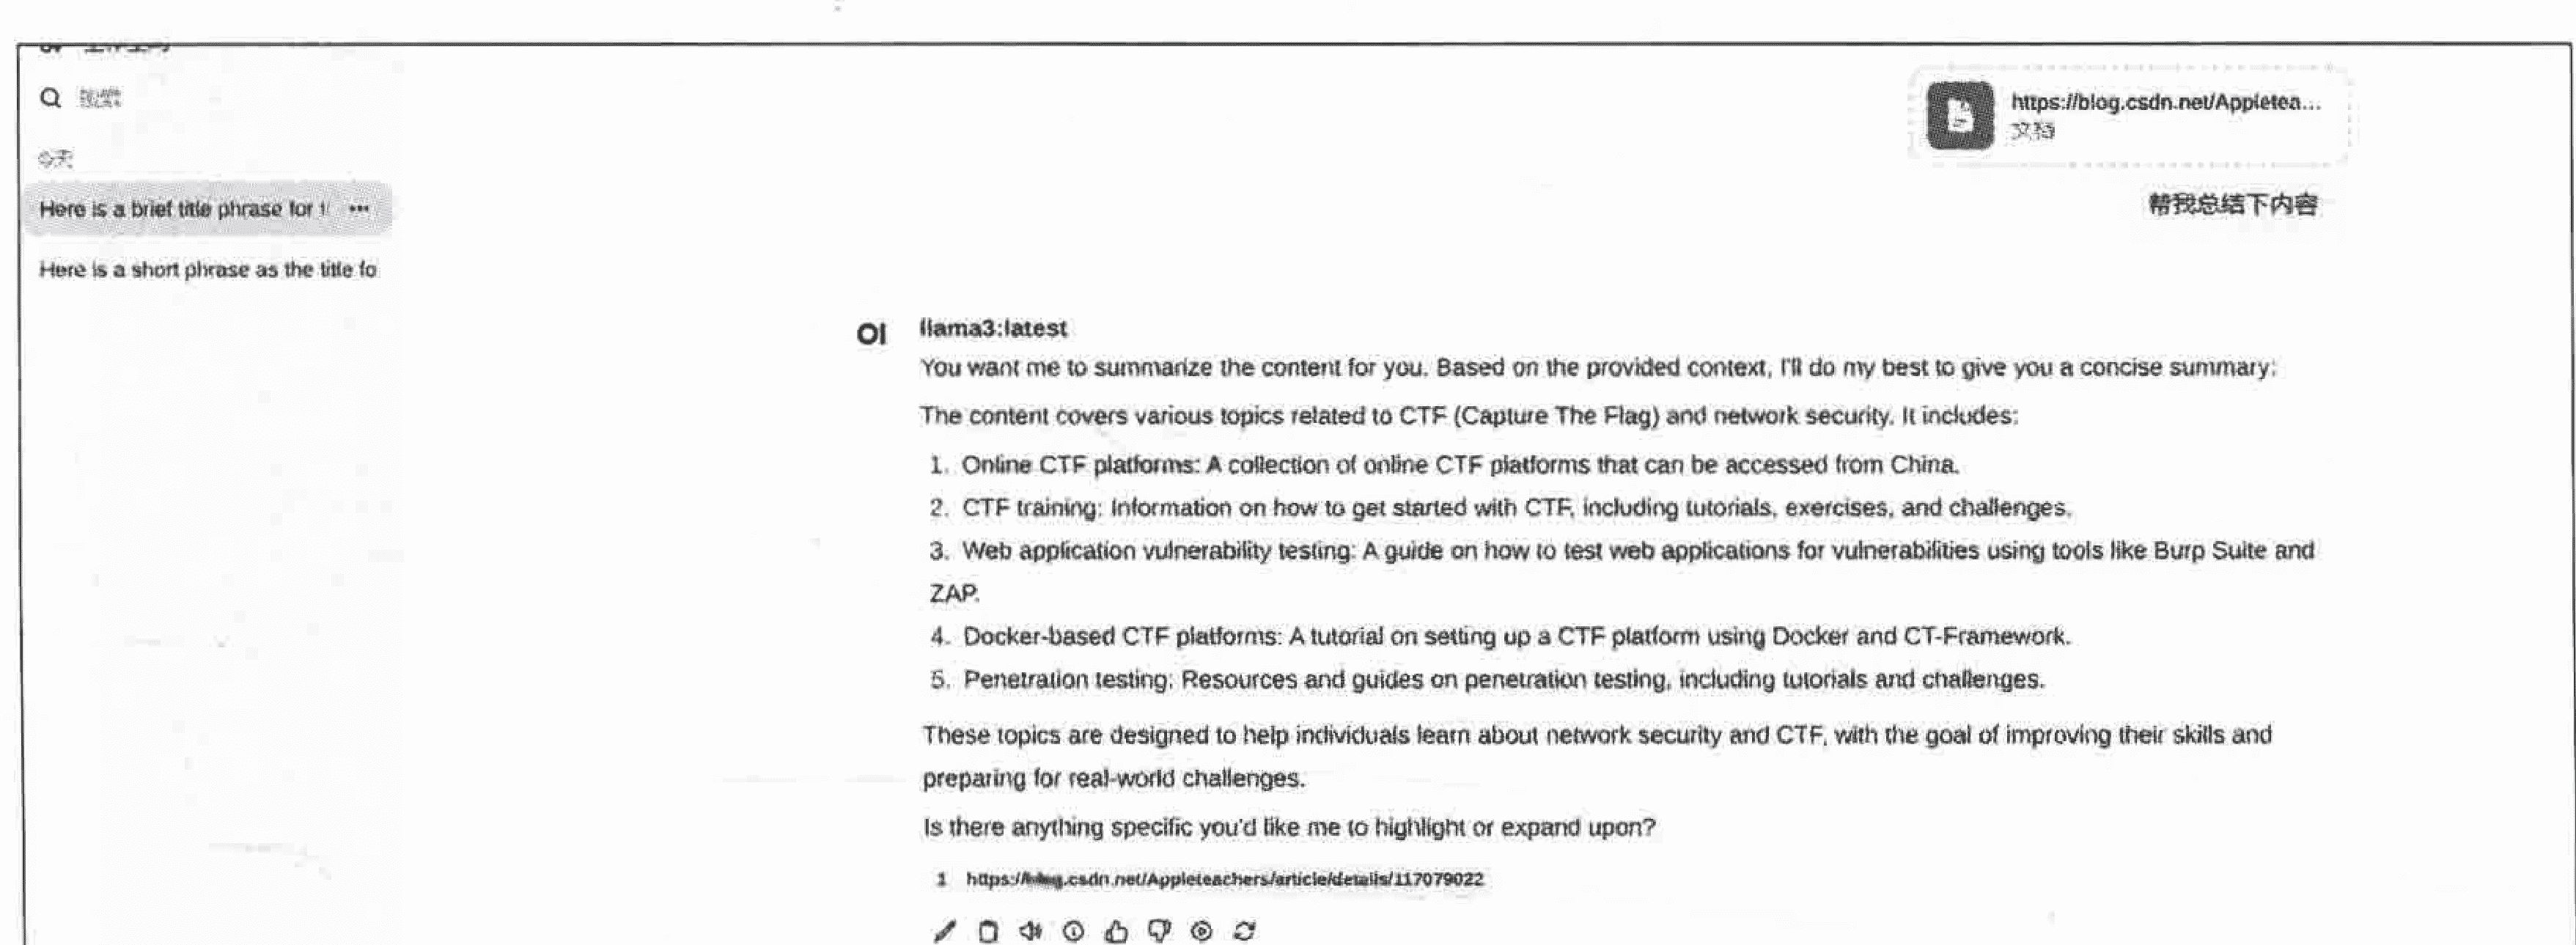 搜索
今天
Here is a brief title phrase for t
Here is a short phrase as the title fo
https://blog.csdn.net/Appletea...
文档
帮我总结下内容
OI llama3:latest
You want me to summarize the content for you. Based on the provided context, I'll do my best to give you a concise summary:
The content covers various topics related to CTF (Capture The Flag) and network security. It includes:
1. Online CTF platforms: A collection of online CTF platforms that can be accessed from China.
2. CTF training: Information on how to get started with CTF, including tutorials, exercises, and challenges.
3. Web application vulnerability testing: A guide on how to test web applications for vulnerabilities using tools like Burp Suite and
ZAP.
4. Docker-based CTF platforms: A tutorial on setting up a CTF platform using Docker and CT-Framework.
5. Penetration testing: Resources and guides on penetration testing, including tutorials and challenges.
These topics are designed to help individuals learn about network security and CTF, with the goal of improving their skills and
preparing for real-world challenges.
Is there anything specific you'd like me to highlight or expand upon?
1 https://blog.csdn.net/Appleteachers/article/details/117079022